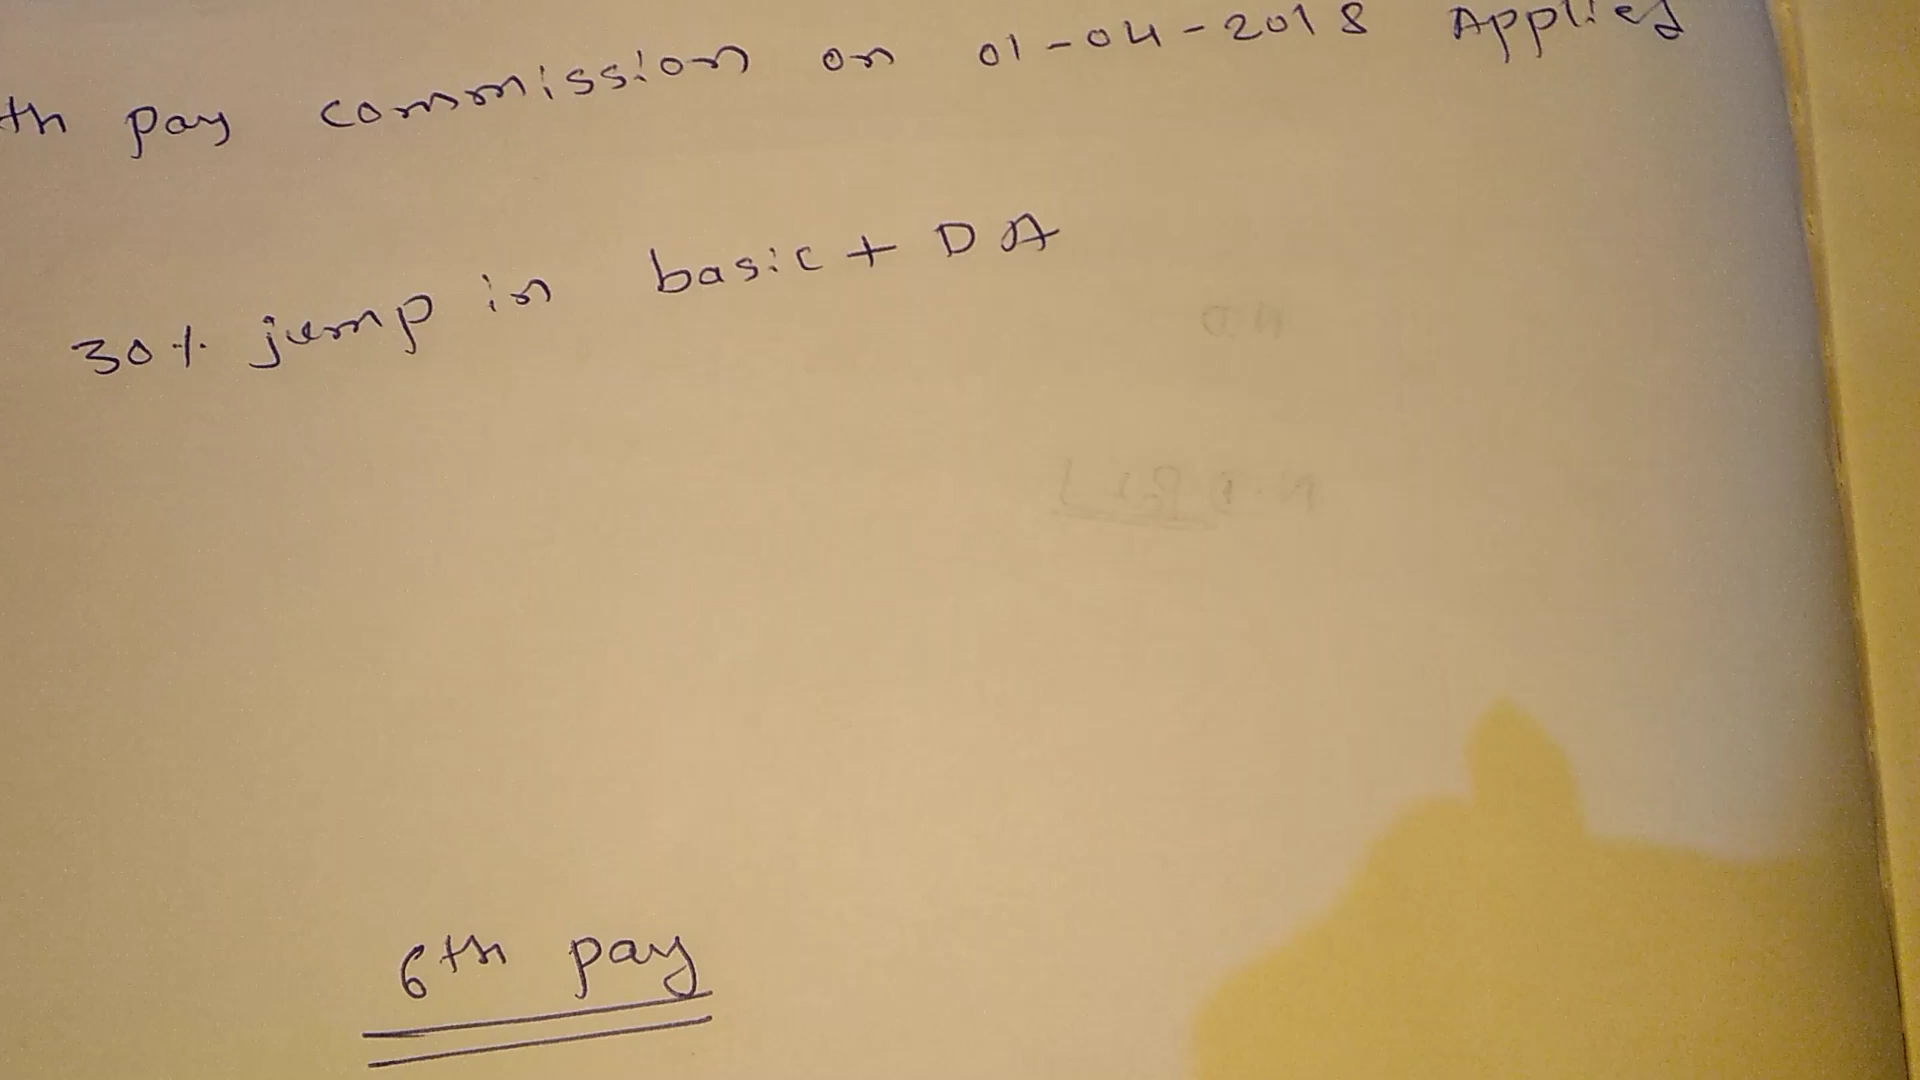 th pay commission on 01-04-2018 Applied
30% jump in basic + DA
6th pay